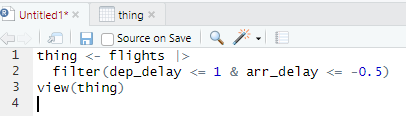 Untitled1* thing
Source on Save
1 thing <- flights |>
2 filter(dep_delay <= 1 & arr_delay <= -0.5)
3 view(thing)
4